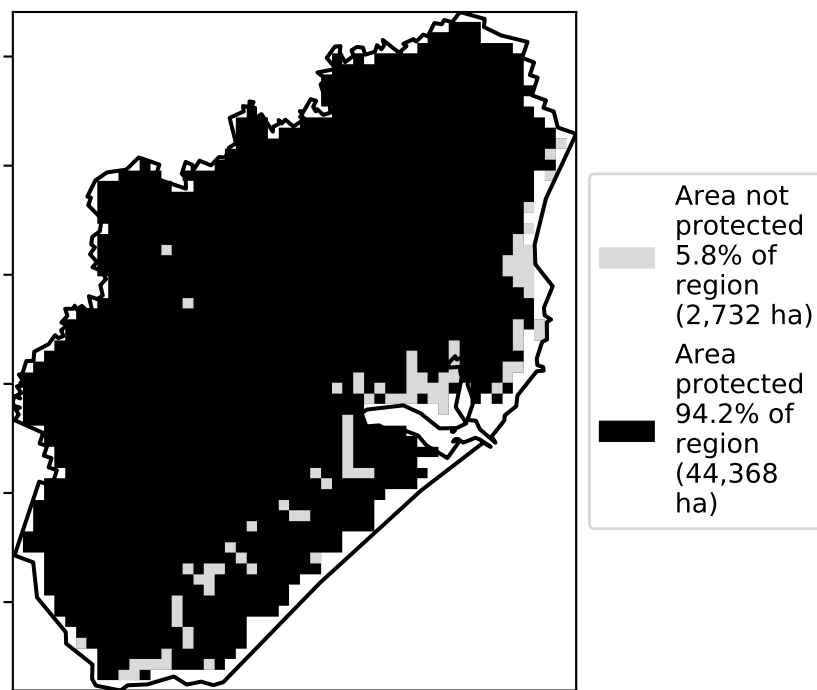 Area not
protected
5.8% of
region
(2,732 ha)
Area
protected
94.2% of
region
(44,368
ha)